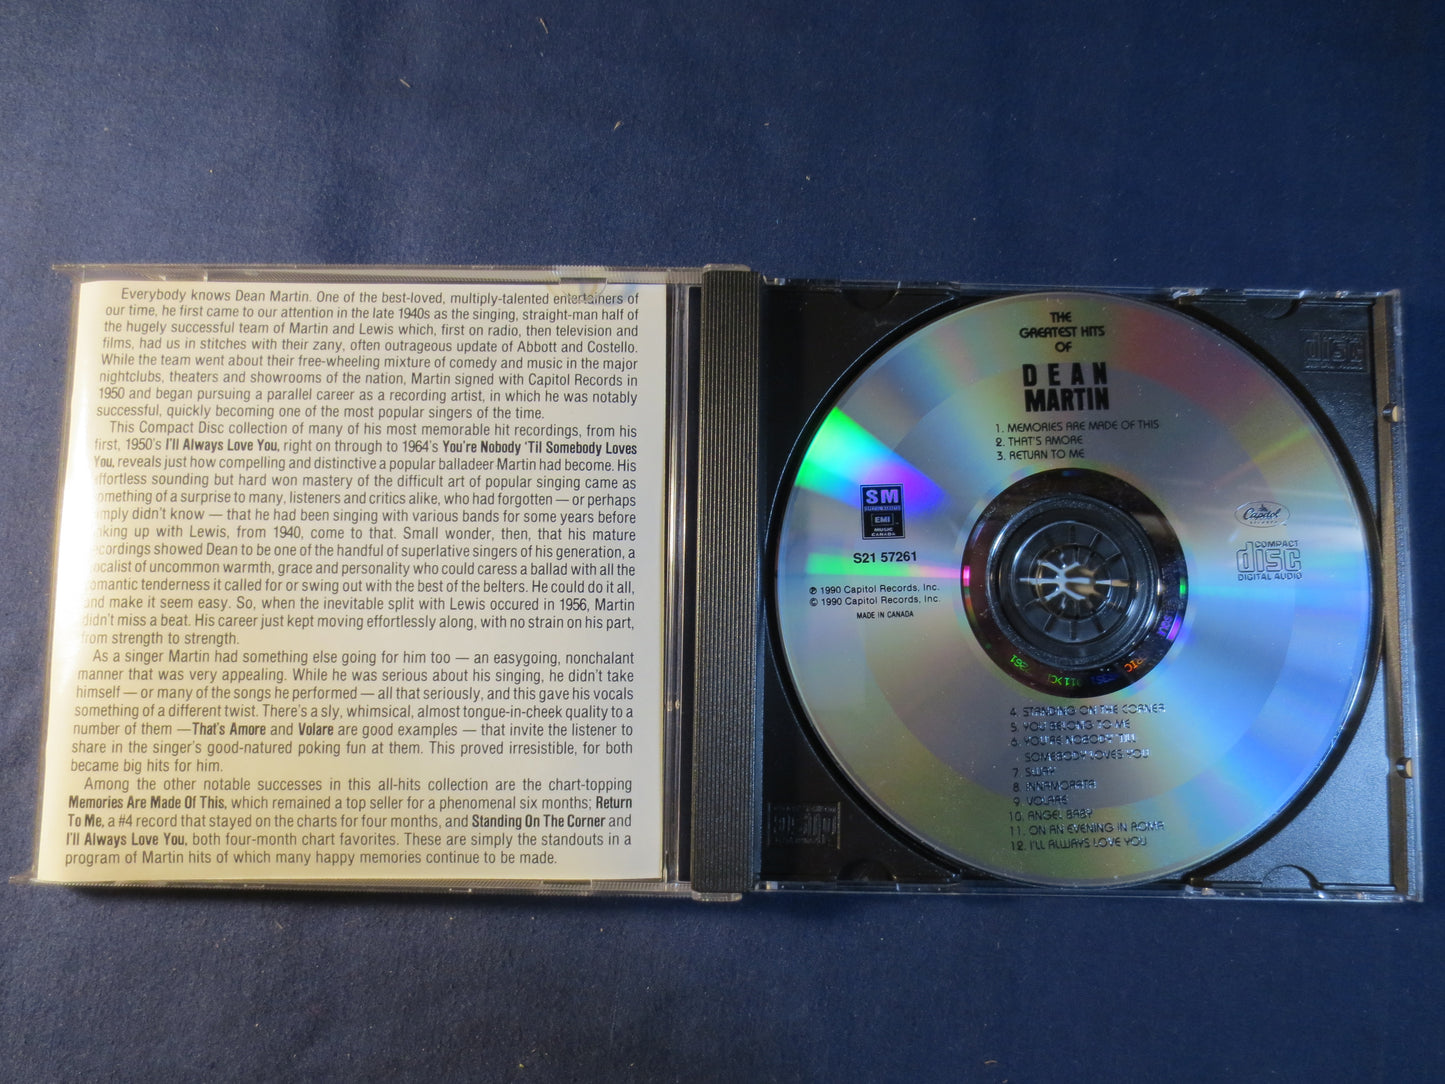 Everybody knows Dean Martin. One of the best-loved, multiply-talented entertainers of
our time, he first came to our attention in the late 1940s as the singing, straight-man half of
the hugely successful team of Martin and Lewis which, first on radio, then television and
films, had us in stitches with their zany, often outrageous update of Abbott and Costello.
While the team went about their free-wheeling mixture of comedy and music in the major
nightclubs, theaters and showrooms of the nation, Martin signed with Capitol Records in
1950 and began pursuing a parallel career as a recording artist, in which he was notably
successful, quickly becoming one of the most popular singers of the time.
This Compact Disc collection of many of his most memorable hit recordings, from his
first, 1950's I'll Always Love You, right on through to 1964's You're Nobody 'Til Somebody Loves
You, reveals just how compelling and distinctive a popular balladeer Martin had become. His
effortless sounding but hard won mastery of the difficult art of popular singing came as
something of a surprise to many, listeners and critics alike, who had forgotten — or perhaps
simply didn't know — that he had been singing with various bands for some years before
linking up with Lewis, from 1940, come to that. Small wonder, then, that his mature
recordings showed Dean to be one of the handful of superlative singers of his generation, a
vocalist of uncommon warmth, grace and personality who could caress a ballad with all the
romantic tenderness it called for or swing out with the best of the belters. He could do it all,
and make it seem easy. So, when the inevitable split with Lewis occured in 1956, Martin
didn't miss a beat. His career just kept moving effortlessly along, with no strain on his part,
from strength to strength.
As a singer Martin had something else going for him too — an easygoing, nonchalant
manner that was very appealing. While he was serious about his singing, he didn't take
himself — or many of the songs he performed — all that seriously, and this gave his vocals
something of a different twist. There's a sly, whimsical, almost tongue-in-cheek quality to a
number of them — That's Amore and Volare are good examples — that invite the listener to
share in the singer's good-natured poking fun at them. This proved irresistible, for both
became big hits for him.
Among the other notable successes in this all-hits collection are the chart-topping
Memories Are Made Of This, which remained a top seller for a phenomenal six months; Return
To Me, a #4 record that stayed on the charts for four months, and Standing On The Corner and
I'll Always Love You, both four-month chart favorites. These are simply the standouts in a
program of Martin hits of which many happy memories continue to be made.
THE
GREATEST HITS
OF
DEAN
MARTIN
1. MEMORIES ARE MADE OF THIS
2. THAT'S AMORE
3. RETURN TO ME
SM
EMI
MUSIC
CANADA
S21 57261
℗ 1990 Capitol Records, Inc.
© 1990 Capitol Records, Inc.
MADE IN CANADA
Capitol
COMPACT
disc
DIGITAL AUDIO
4. STANDING ON THE CORNER
5. YOU BELONG TO ME
6. YOU'RE NOBODY 'TILL
SOMEBODY LOVES YOU
7. SWAY
8. INNAMORATA
9. VOLARE
10. ANGEL BABY
11. ON AN EVENING IN ROMA
12. I'LL ALWAYS LOVE YOU
disc